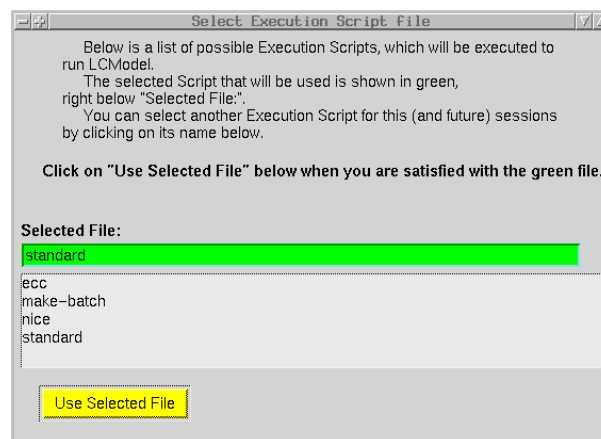 Select Execution Script file
Below is a list of possible Execution Scripts, which will be executed to
run LCModel.
The selected Script that will be used is shown in green,
right below "Selected File:".
You can select another Execution Script for this (and future) sessions
by clicking on its name below.
Click on "Use Selected File" below when you are satisfied with the green file.
Selected File:
standard
ecc
make-batch
nice
standard
Use Selected File